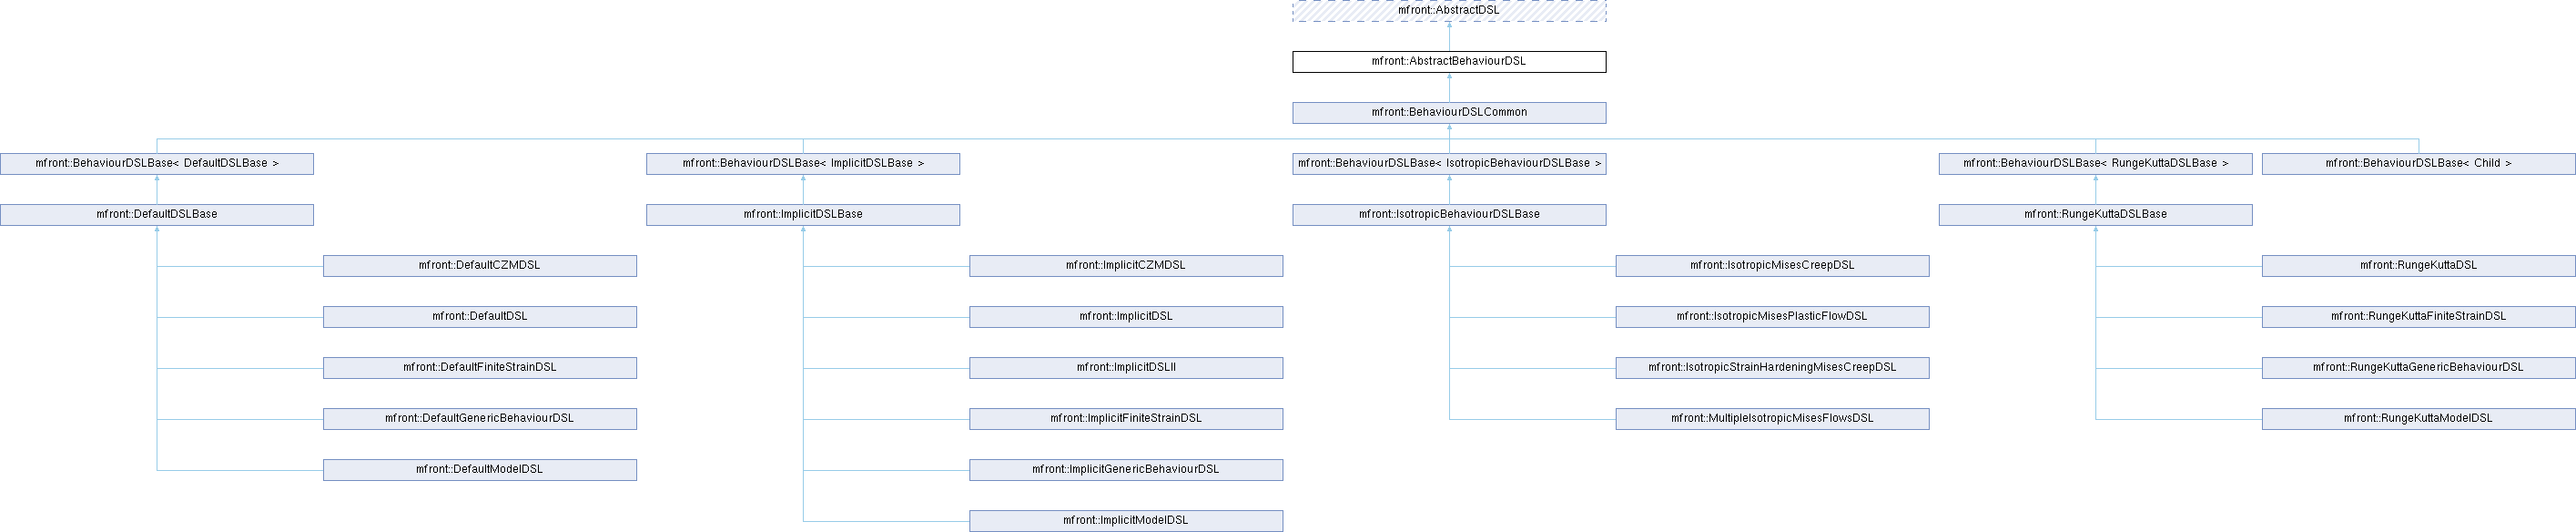 mfront::AbstractDSL
mfront::AbstractBehaviourDSL
mfront::BehaviourDSLCommon
mfront::BehaviourDSLBase< DefaultDSLBase >
mfront::BehaviourDSLBase< ImplicitDSLBase >
mfront::BehaviourDSLBase< IsotropicBehaviourDSLBase >
mfront::BehaviourDSLBase< RungeKuttaDSLBase >
mfront::BehaviourDSLBase< Child >
mfront::DefaultDSLBase
mfront::ImplicitDSLBase
mfront::IsotropicBehaviourDSLBase
mfront::RungeKuttaDSLBase
mfront::DefaultCZMDSL
mfront::ImplicitCZMDSL
mfront::IsotropicMisesCreepDSL
mfront::RungeKuttaDSL
mfront::DefaultDSL
mfront::ImplicitDSL
mfront::IsotropicMisesPlasticFlowDSL
mfront::RungeKuttaFiniteStrainDSL
mfront::DefaultFiniteStrainDSL
mfront::ImplicitDSLII
mfront::IsotropicStrainHardeningMisesCreepDSL
mfront::RungeKuttaGenericBehaviourDSL
mfront::DefaultGenericBehaviourDSL
mfront::ImplicitFiniteStrainDSL
mfront::MultipleIsotropicMisesFlowsDSL
mfront::RungeKuttaModelDSL
mfront::DefaultModelDSL
mfront::ImplicitGenericBehaviourDSL
mfront::ImplicitModelDSL